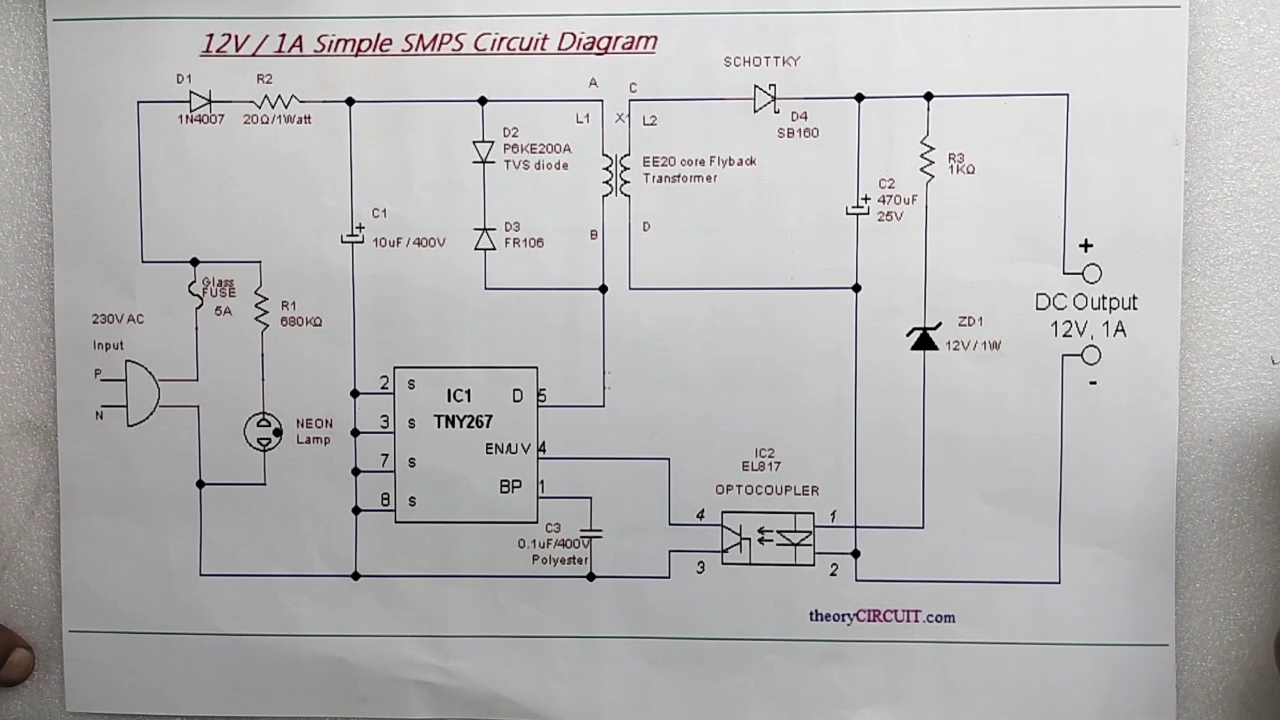 12V / 1A Simple SMPS Circuit Diagram
D1
1N4007
R2
20Ω/1Watt
A
L1
B
X1
C
L2
D
SCHOTTKY
D4
SB160
D2
P6KE200A
TVS diode
D3
FR106
EE20 core Flyback
Transformer
C1
+
10uF/400V
C2
+
470uF
25V
R3
1KΩ
Glass
FUSE
5A
R1
680KΩ
230V AC
Input
P
N
NEON
Lamp
+
DC Output
12V, 1A
-
ZD1
12V/1W
IC1
TNY267
2 S
3 S
7 S
8 S
D 5
EN/UV 4
BP 1
C3
0.1uF/400V
Polyester
IC2
EL817
OPTOCOUPLER
4
3
1
2
theoryCIRCUIT.com